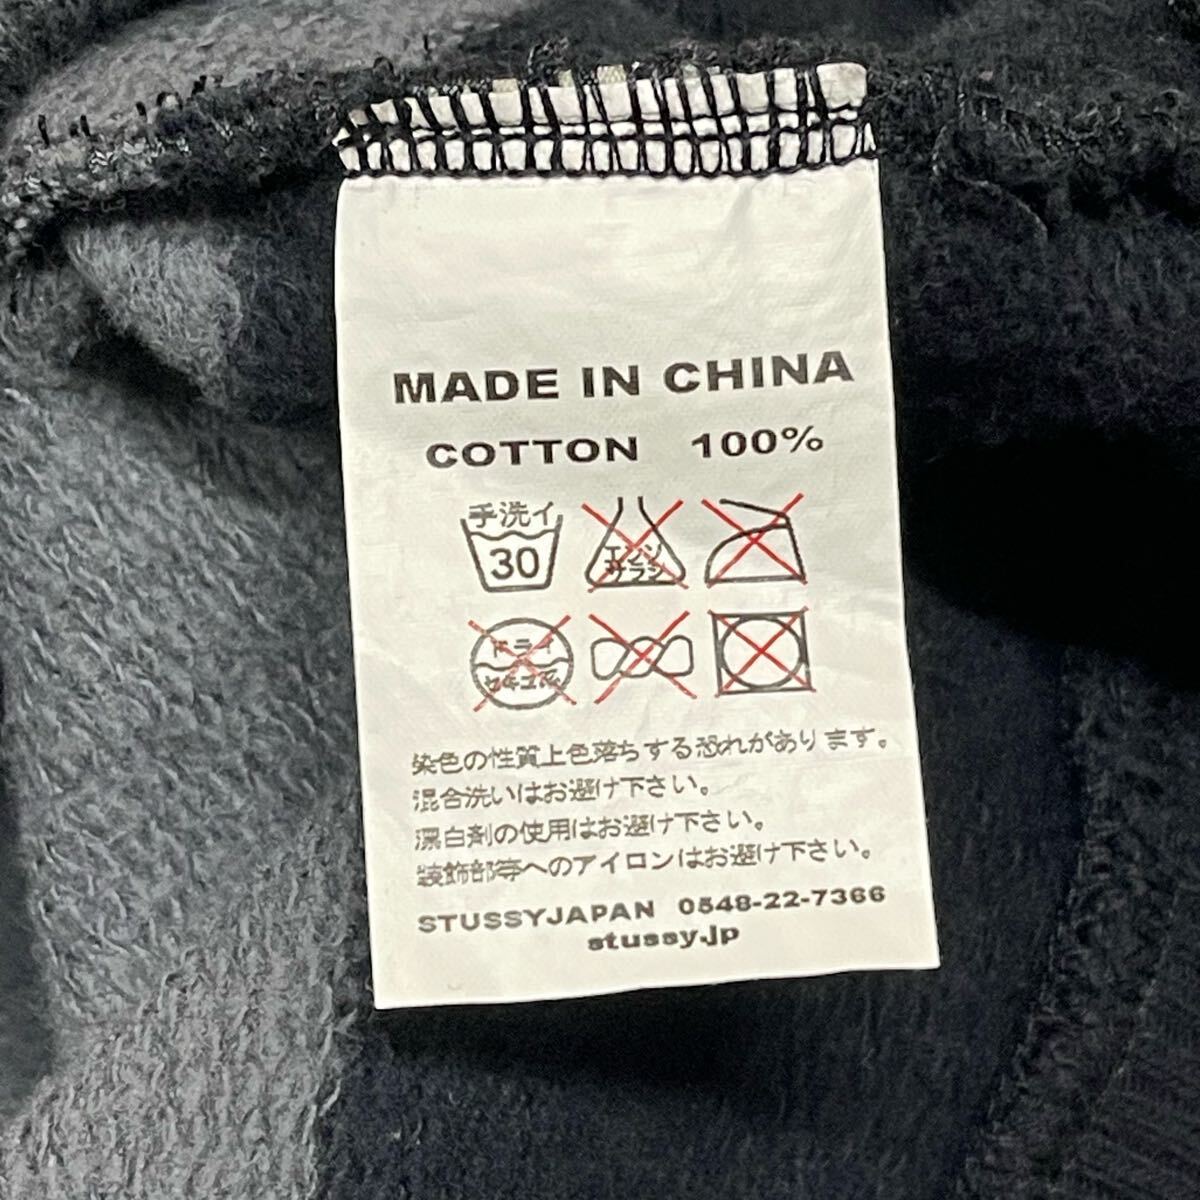 MADE IN CHINA
COTTON 100%
手洗イ
30
エンソ
サラシ
ドライ
セキユ系
染色の性質上色落ちする恐れがあります。
混合洗いはお避け下さい。
漂白剤の使用はお避け下さい。
装飾部等へのアイロンはお避け下さい。
STUSSYJAPAN 0548-22-7366
stussy.jp